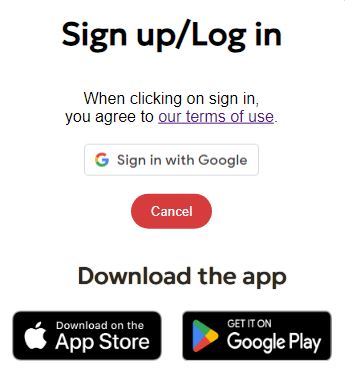 Sign up/Log in
When clicking on sign in,
you agree to our terms of use.
Sign in with Google
Cancel
Download the app
Download on the
App Store
GET IT ON
Google Play